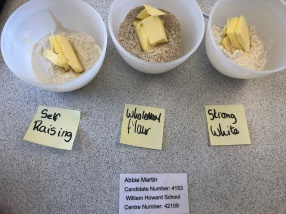 Self
Raising
Wholemeal
flour
Strong
White
Abbie Martin
Candidate Number: 4153
William Howard School
Centre Number: 42109